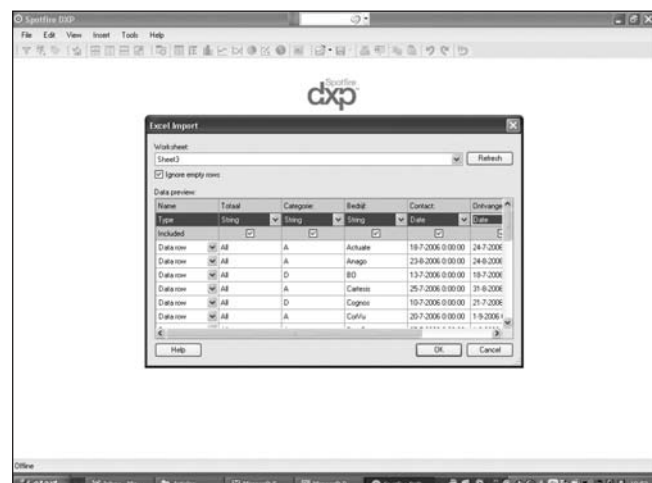 Spotfire DXP
File Edit View Insert Tools Help
Spotfire
dxp
Excel Import
Worksheet:
Sheet3
Refresh
Ignore empty rows
Data preview:
Name Totaal Categorie: Bedrijf: Contact: Ontvange
Type String String String Date Date
Included
Data row All A Actuate 18-7-2006 0:00:00 24-7-2006
Data row All A Anago 23-8-2006 0:00:00 24-8-2006
Data row All D BO 13-7-2006 0:00:00 18-7-2006
Data row All A Cartesis 25-7-2006 0:00:00 31-8-2006
Data row All D Cognos 10-7-2006 0:00:00 21-7-2006
Data row All A CorVu 20-7-2006 0:00:00 1-9-2006
Help OK Cancel
Offline